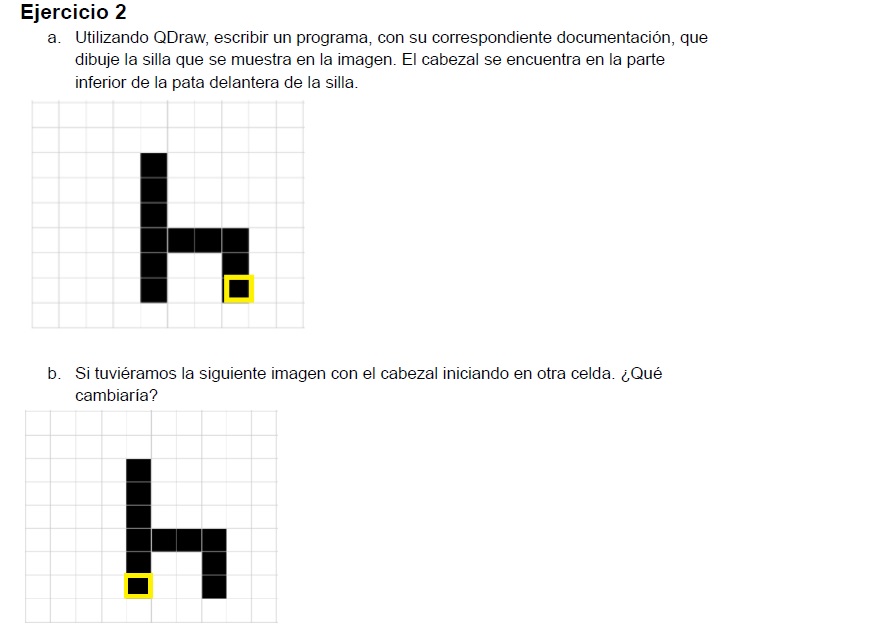 Ejercicio 2
a. Utilizando QDraw, escribir un programa, con su correspondiente documentación, que
dibuje la silla que se muestra en la imagen. El cabezal se encuentra en la parte
inferior de la pata delantera de la silla.
b. Si tuviéramos la siguiente imagen con el cabezal iniciando en otra celda. ¿Qué
cambiaría?